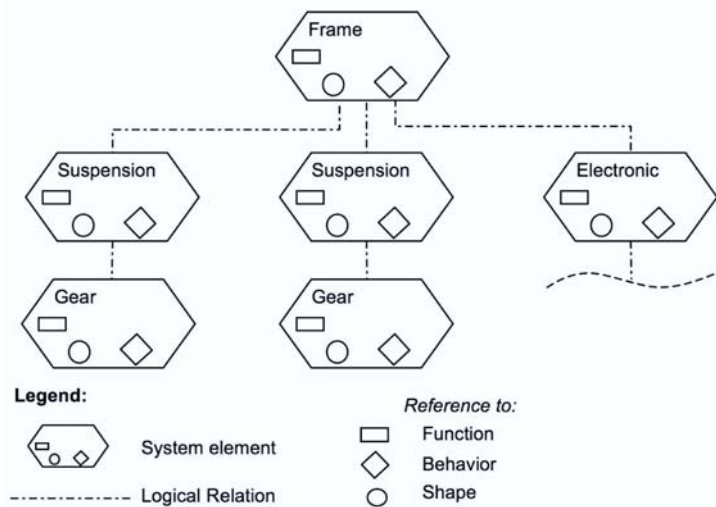 Frame
Suspension
Suspension
Electronic
Gear
Gear
Legend:
Reference to:
System element
Function
Behavior
Logical Relation
Shape